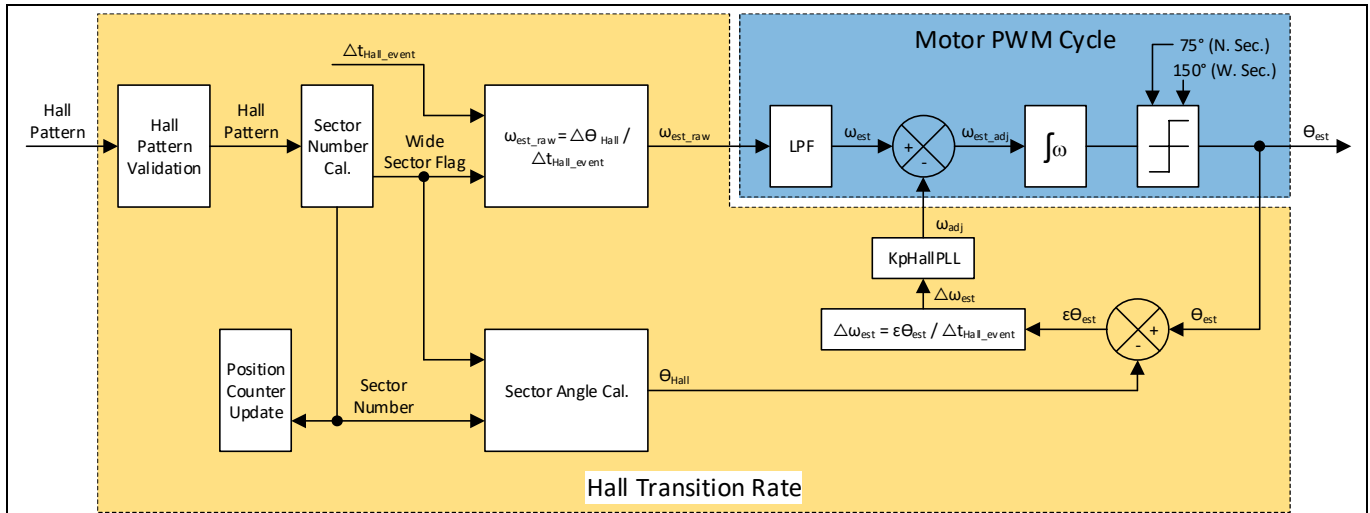 Motor PWM Cycle
75° (N. Sec.)
150° (W. Sec.)
△tHall_event
Hall
Pattern
Hall
Pattern
Validation
Hall
Pattern
Sector
Number
Cal.
Wide
Sector Flag
ωest_raw = △ϴ Hall /
△tHall_event
ωest_raw
LPF
ωest
+
-
ωest_adj
∫ω
ϴest
ωadj
KpHallPLL
△ωest
△ωest = εϴest / △tHall_event
εϴest
+
-
ϴest
Position
Counter
Update
Sector
Number
Sector Angle Cal.
ϴHall
Hall Transition Rate